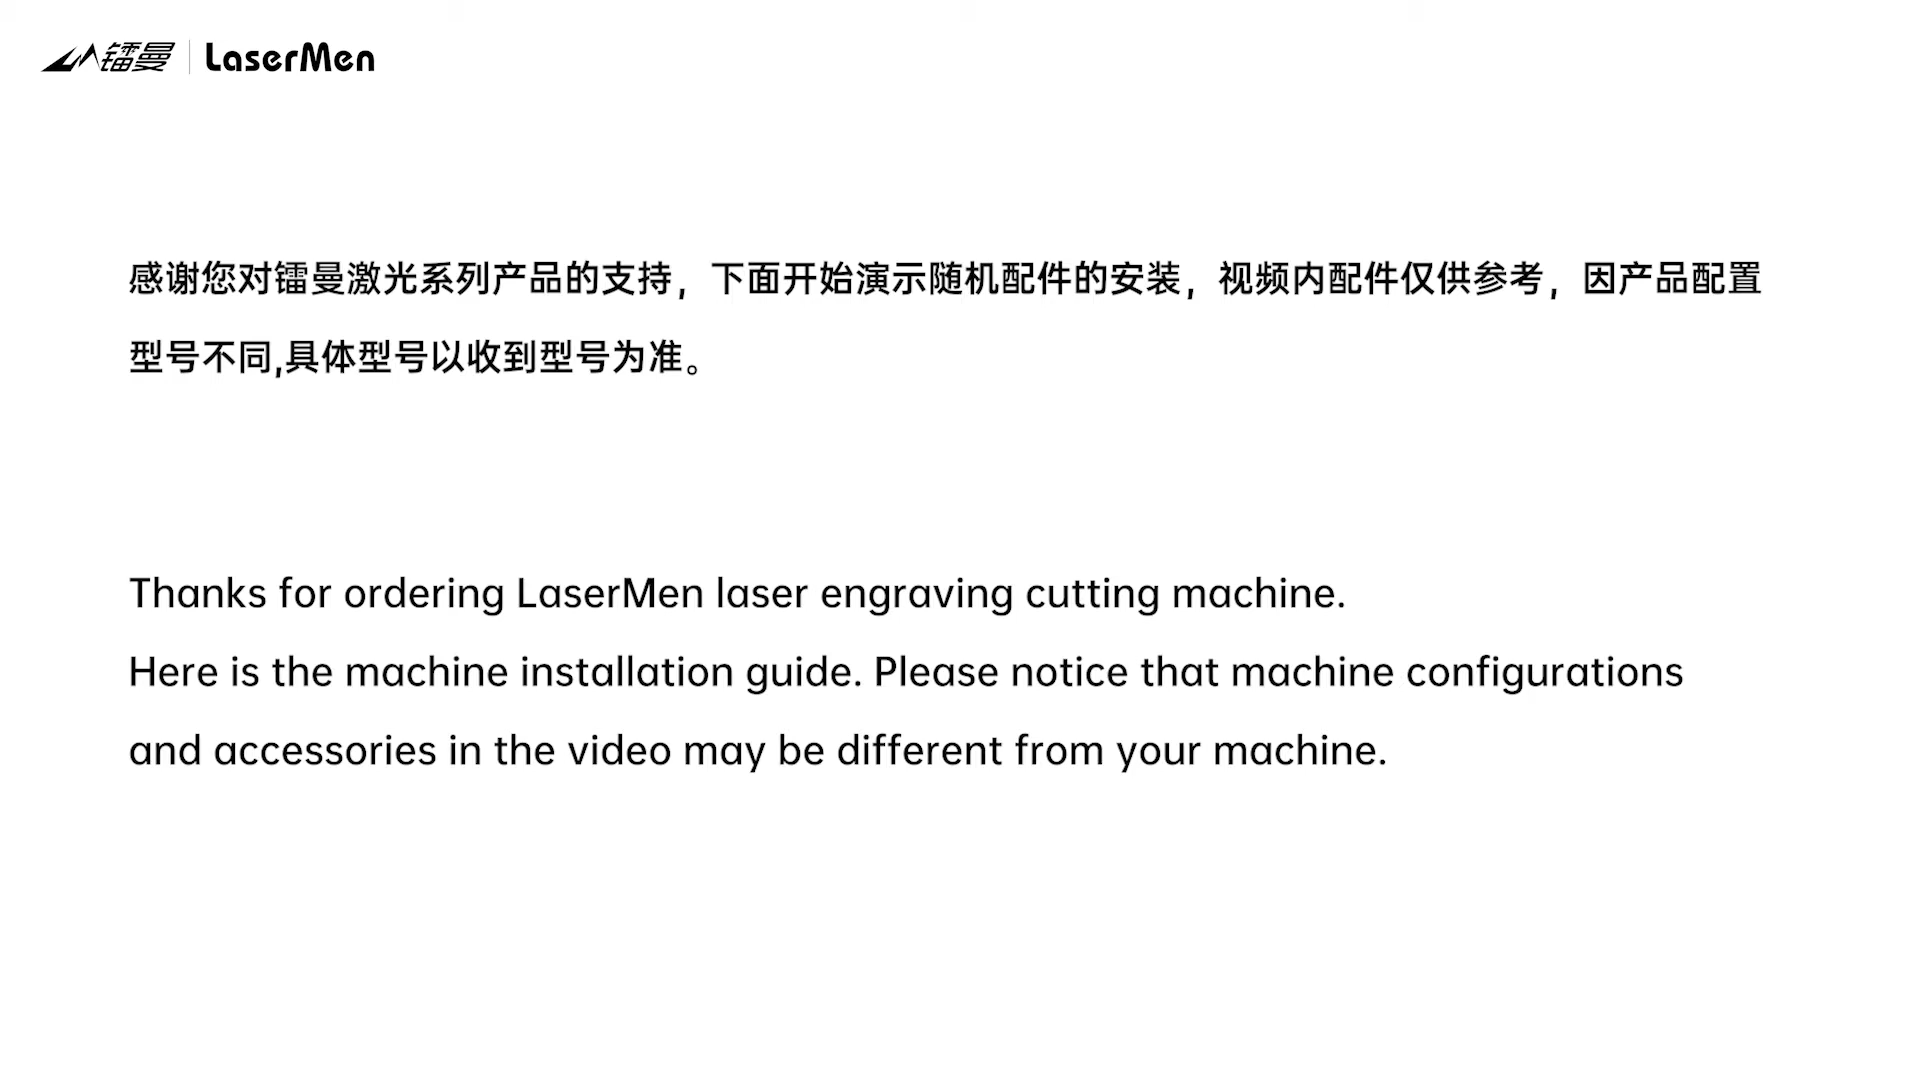 镭曼 LaserMen
感谢您对镭曼激光系列产品的支持，下面开始演示随机配件的安装，视频内配件仅供参考，因产品配置
型号不同,具体型号以收到型号为准。
Thanks for ordering LaserMen laser engraving cutting machine.
Here is the machine installation guide. Please notice that machine configurations
and accessories in the video may be different from your machine.